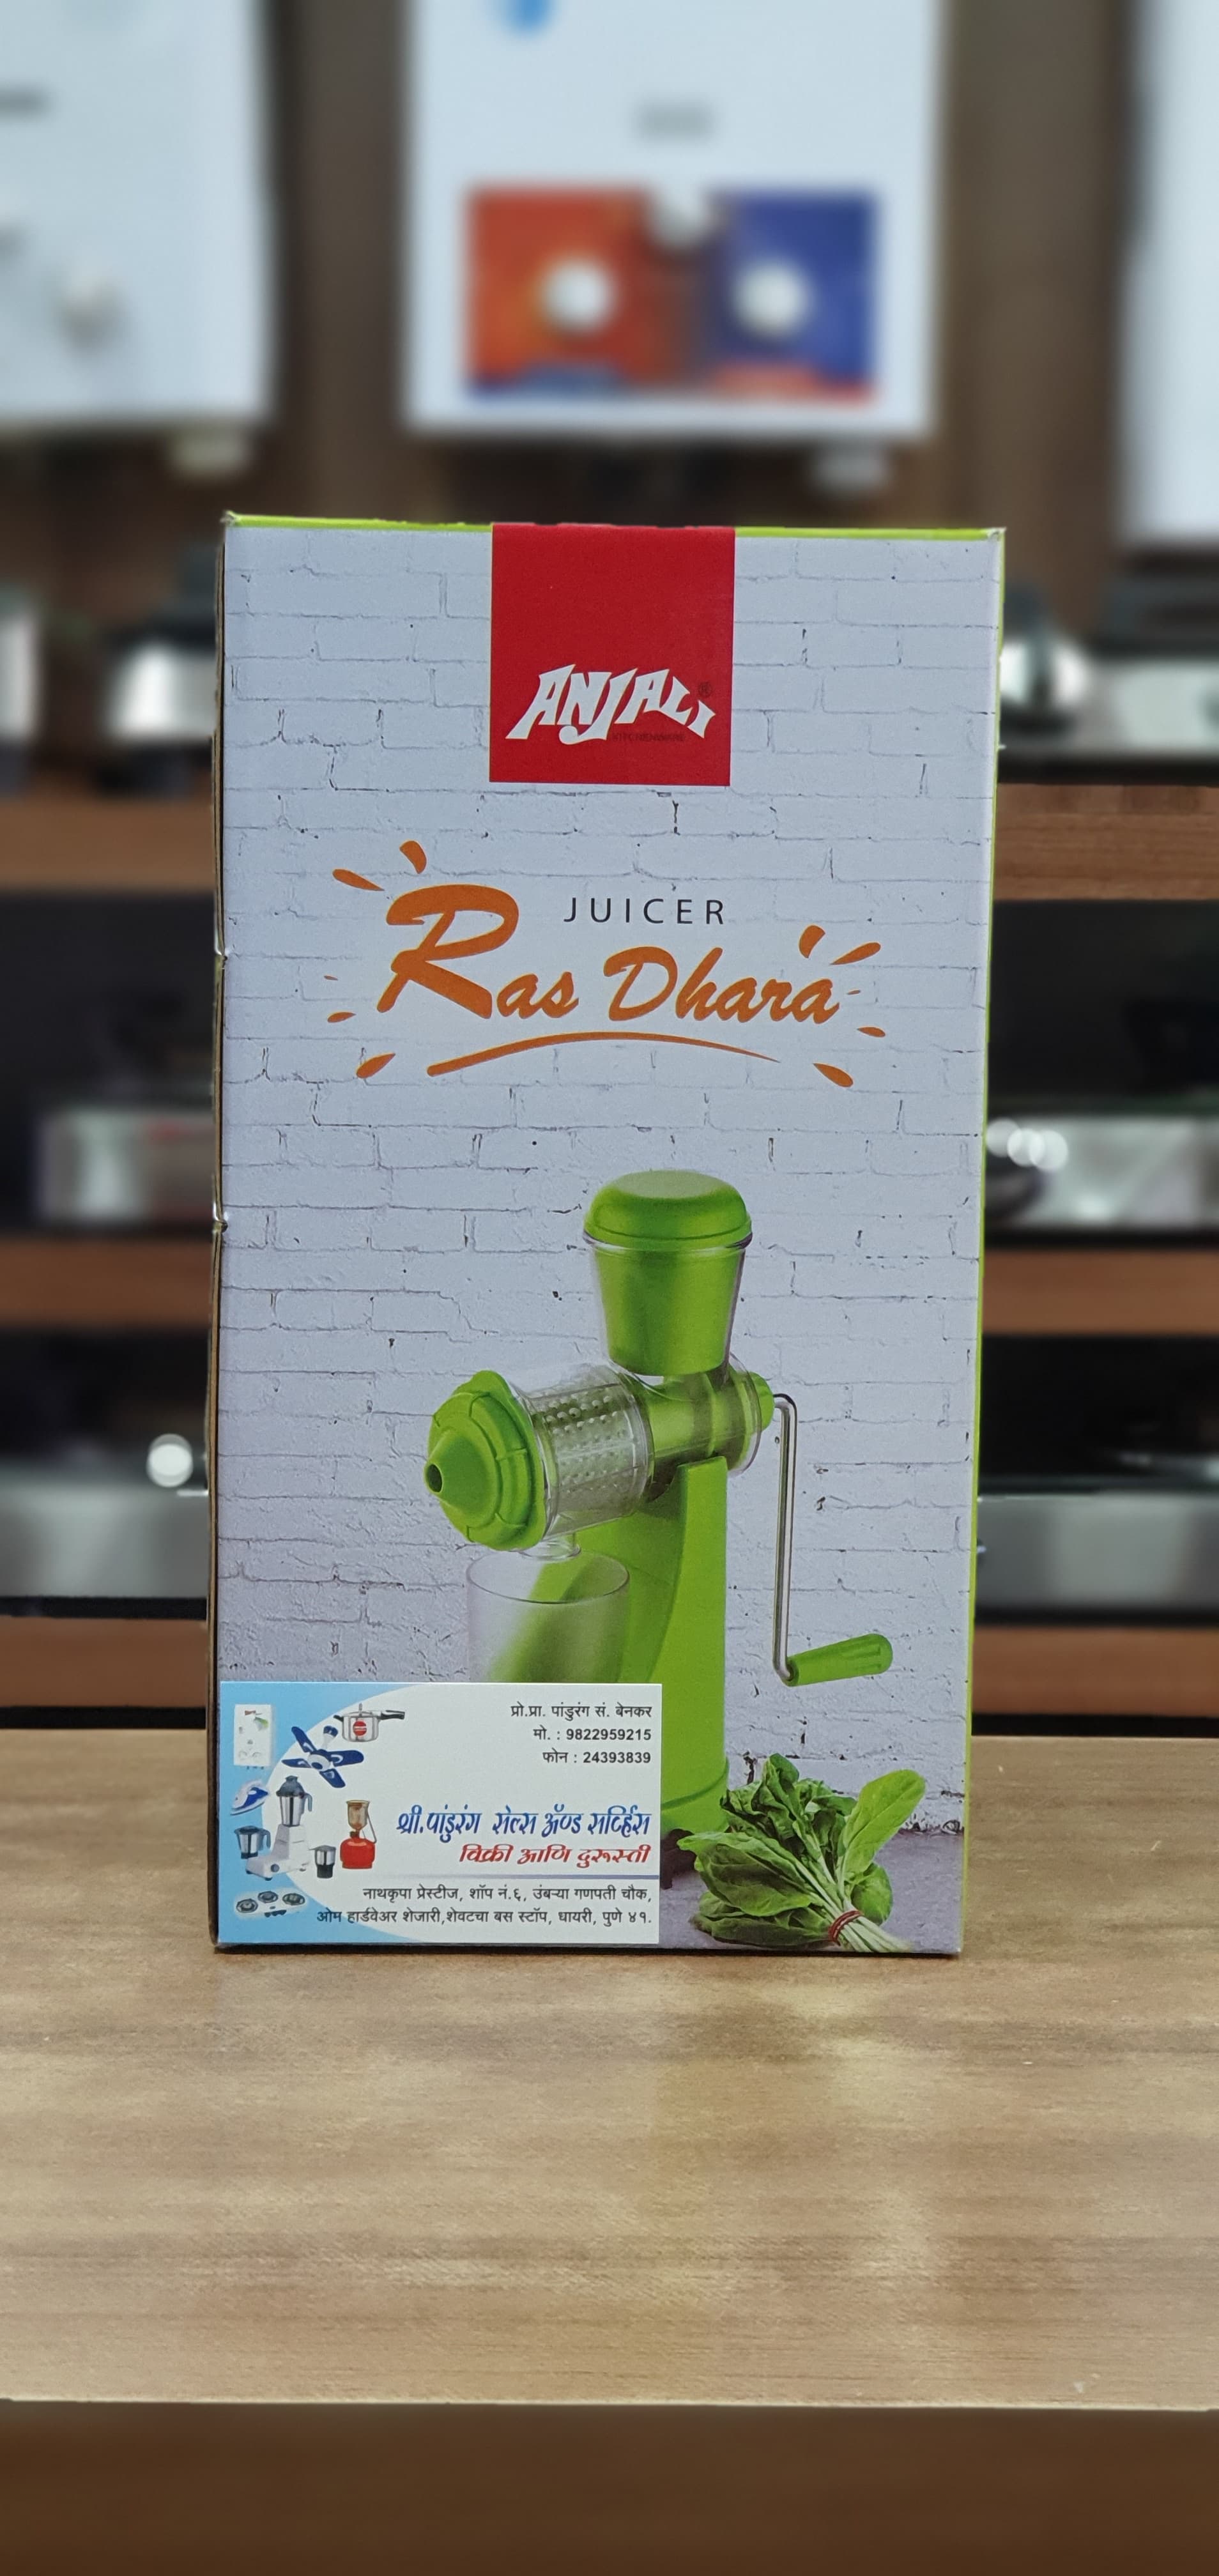 ANJALI®
KITCHENWARE
JUICER
Ras Dhara
प्रो.प्रा. पांडुरंग सं. बेनकर
मो. : 9822959215
फोन : 24393839
श्री.पांडुरंग सेल्स ॲण्ड सर्व्हिस
विक्री आणि दुरूस्ती
नाथकृपा प्रेस्टीज, शॉप नं.६, उंबऱ्या गणपती चौक,
ओम हार्डवेअर शेजारी,शेवटचा बस स्टॉप, धायरी, पुणे ४१.